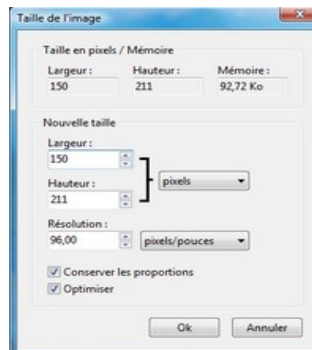 Taille de l'image
Taille en pixels / Mémoire
Largeur : Hauteur : Mémoire :
150 211 92,72 Ko
Nouvelle taille
Largeur :
150
pixels
Hauteur :
211
Résolution :
96,00 pixels/pouces
Conserver les proportions
Optimiser
Ok Annuler